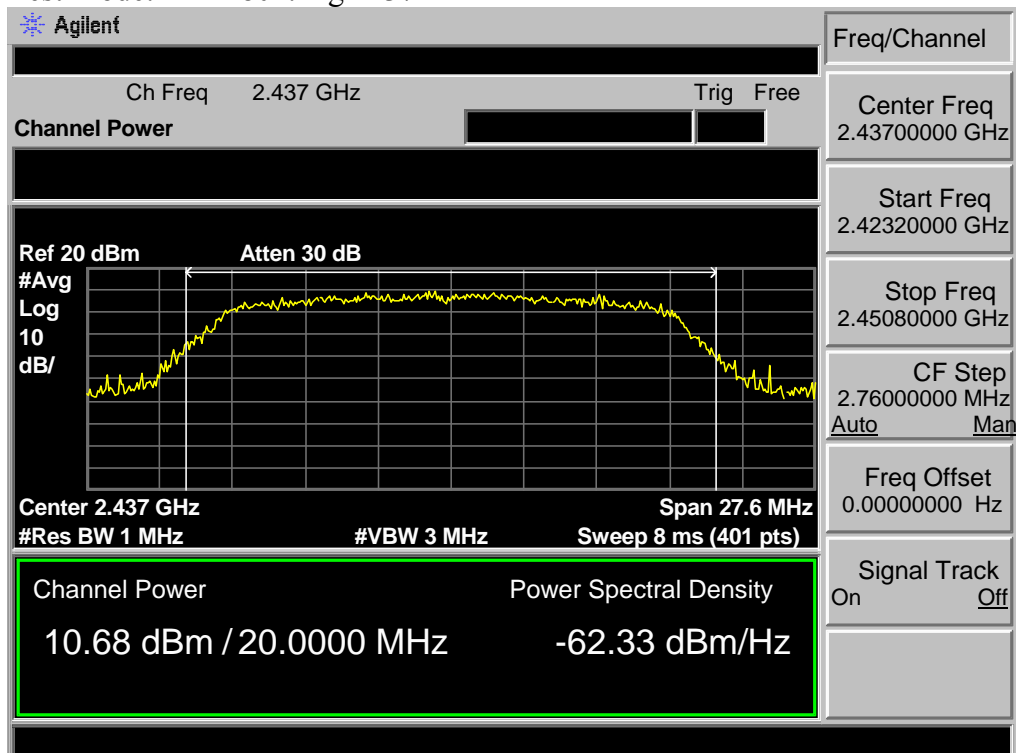 Agilent
Freq/Channel
Ch Freq 2.437 GHz Trig Free
Channel Power
Center Freq
2.43700000 GHz
Start Freq
2.42320000 GHz
Stop Freq
2.45080000 GHz
CF Step
2.76000000 MHz
Auto Man
Freq Offset
0.00000000 Hz
Signal Track
On Off
Ref 20 dBm Atten 30 dB
#Avg
Log
10
dB/
Center 2.437 GHz Span 27.6 MHz
#Res BW 1 MHz #VBW 3 MHz Sweep 8 ms (401 pts)
Channel Power Power Spectral Density
10.68 dBm / 20.0000 MHz -62.33 dBm/Hz